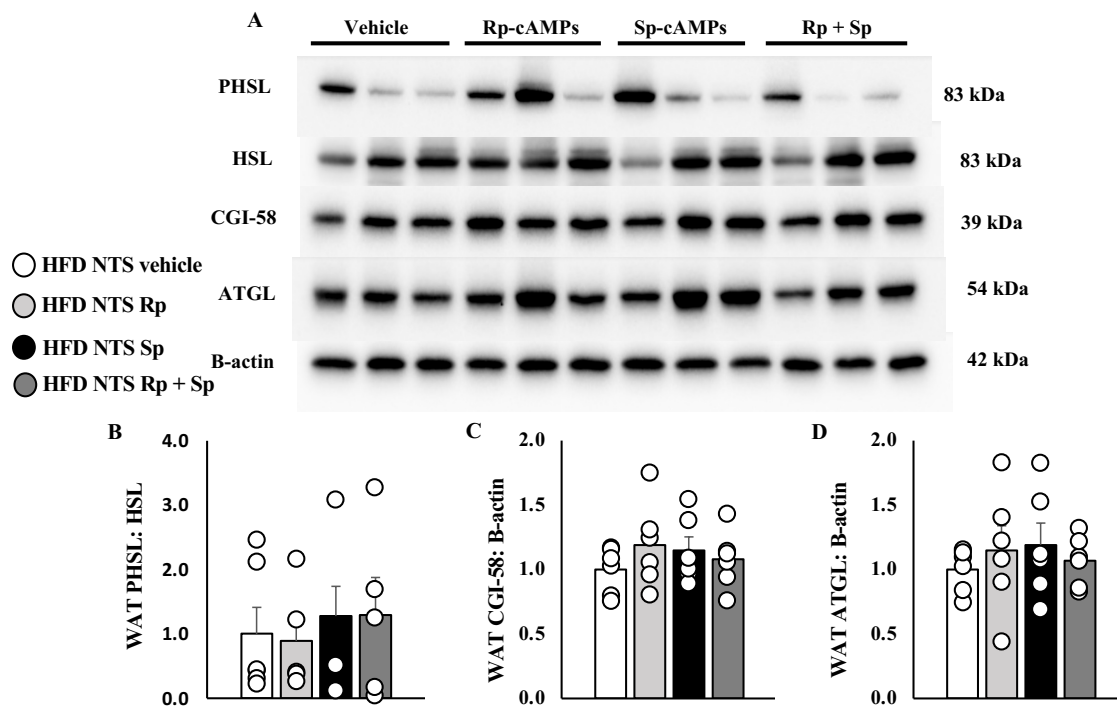 A
Vehicle Rp-cAMPs Sp-cAMPs Rp + Sp
PHSL 83 kDa
HSL 83 kDa
CGI-58 39 kDa
HFD NTS vehicle
HFD NTS Rp
ATGL 54 kDa
HFD NTS Sp
B-actin 42 kDa
HFD NTS Rp + Sp
B
WAT PHSL: HSL
4.0
3.0
2.0
1.0
0.0
C
WAT CGI-58: B-actin
2.0
1.5
1.0
0.5
0.0
D
WAT ATGL: B-actin
2.0
1.5
1.0
0.5
0.0